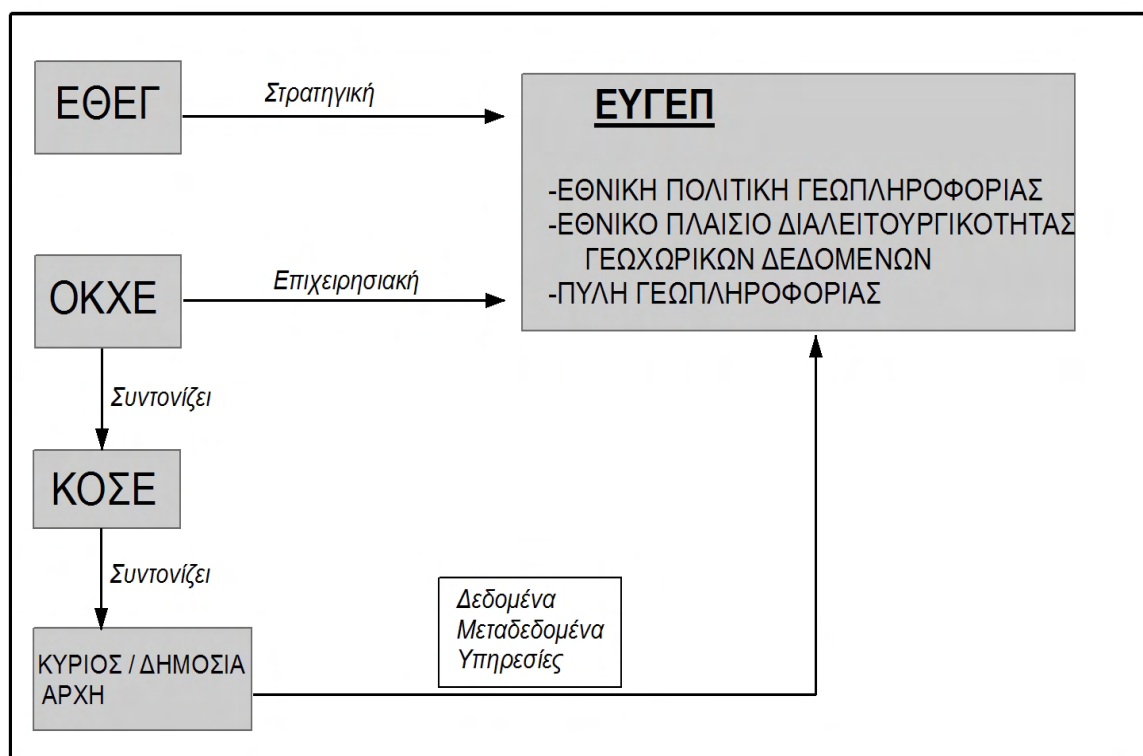 ΕΘΕΓ
Στρατηγική
ΕΥΓΕΠ
-ΕΘΝΙΚΗ ΠΟΛΙΤΙΚΗ ΓΕΩΠΛΗΡΟΦΟΡΙΑΣ
-ΕΘΝΙΚΟ ΠΛΑΙΣΙΟ ΔΙΑΛΕΙΤΟΥΡΓΙΚΟΤΗΤΑΣ
ΓΕΩΧΩΡΙΚΩΝ ΔΕΔΟΜΕΝΩΝ
-ΠΥΛΗ ΓΕΩΠΛΗΡΟΦΟΡΙΑΣ
ΟΚΧΕ
Επιχειρησιακή
Συντονίζει
ΚΟΣΕ
Συντονίζει
ΚΥΡΙΟΣ / ΔΗΜΟΣΙΑ
ΑΡΧΗ
Δεδομένα
Μεταδεδομένα
Υπηρεσίες